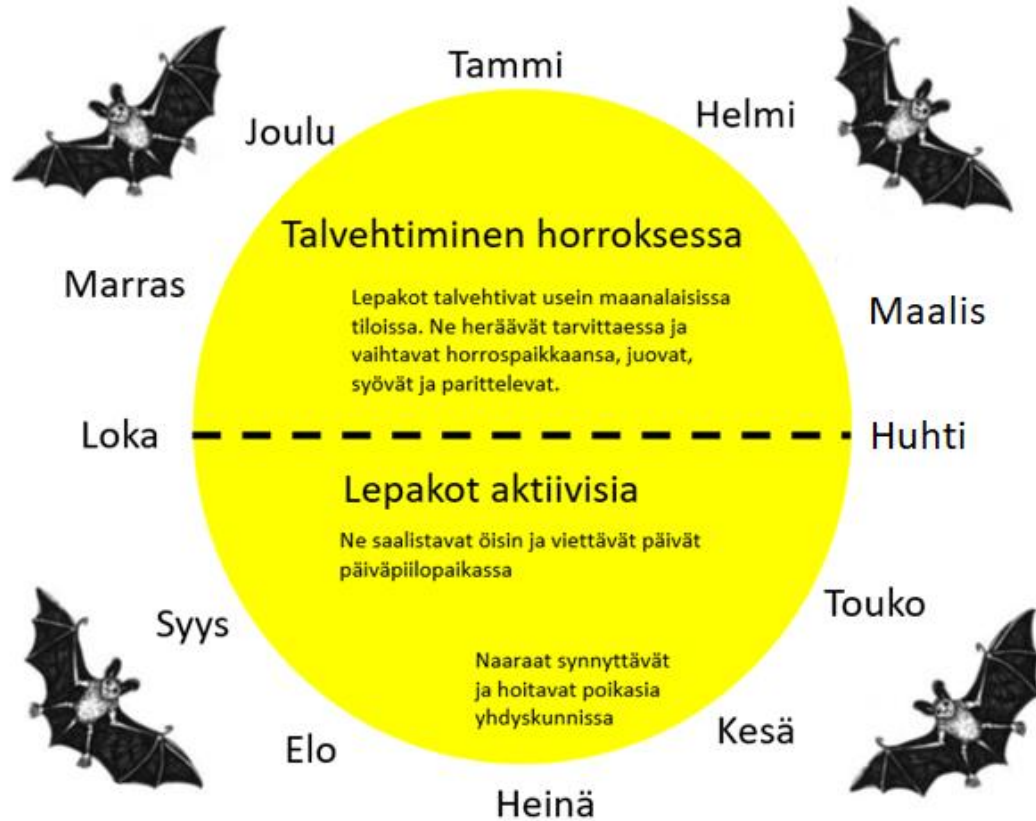 Tammi
Helmi
Joulu
Talvehtiminen horroksessa
Marras
Lepakot talvehtivat usein maanalaisissa
tiloissa. Ne heräävät tarvittaessa ja
vaihtavat horrospaikkaansa, juovat,
syövät ja parittelevat.
Maalis
Loka
Huhti
Lepakot aktiivisia
Ne saalistavat öisin ja viettävät päivät
päiväpiilopaikassa
Touko
Syys
Naaraat synnyttävät
ja hoitavat poikasia
yhdyskunnissa
Kesä
Elo
Heinä